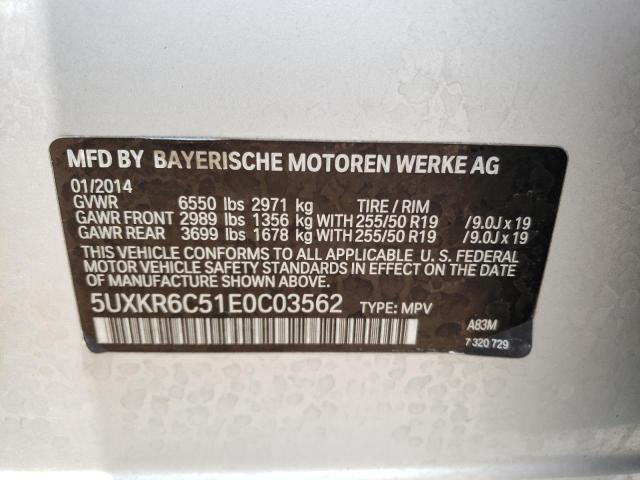 MFD BY BAYERISCHE MOTOREN WERKE AG
01/2014
GVWR 6550 lbs 2971 kg TIRE / RIM
GAWR FRONT 2989 lbs 1356 kg WITH 255/50 R19 /9.0J x 19
GAWR REAR 3699 lbs 1678 kg WITH 255/50 R19 /9.0J x 19
THIS VEHICLE CONFORMS TO ALL APPLICABLE U. S. FEDERAL
MOTOR VEHICLE SAFETY STANDARDS IN EFFECT ON THE DATE
OF MANUFACTURE SHOWN ABOVE.
5UXKR6C51E0C03562 TYPE: MPV
A83M
7 320 729